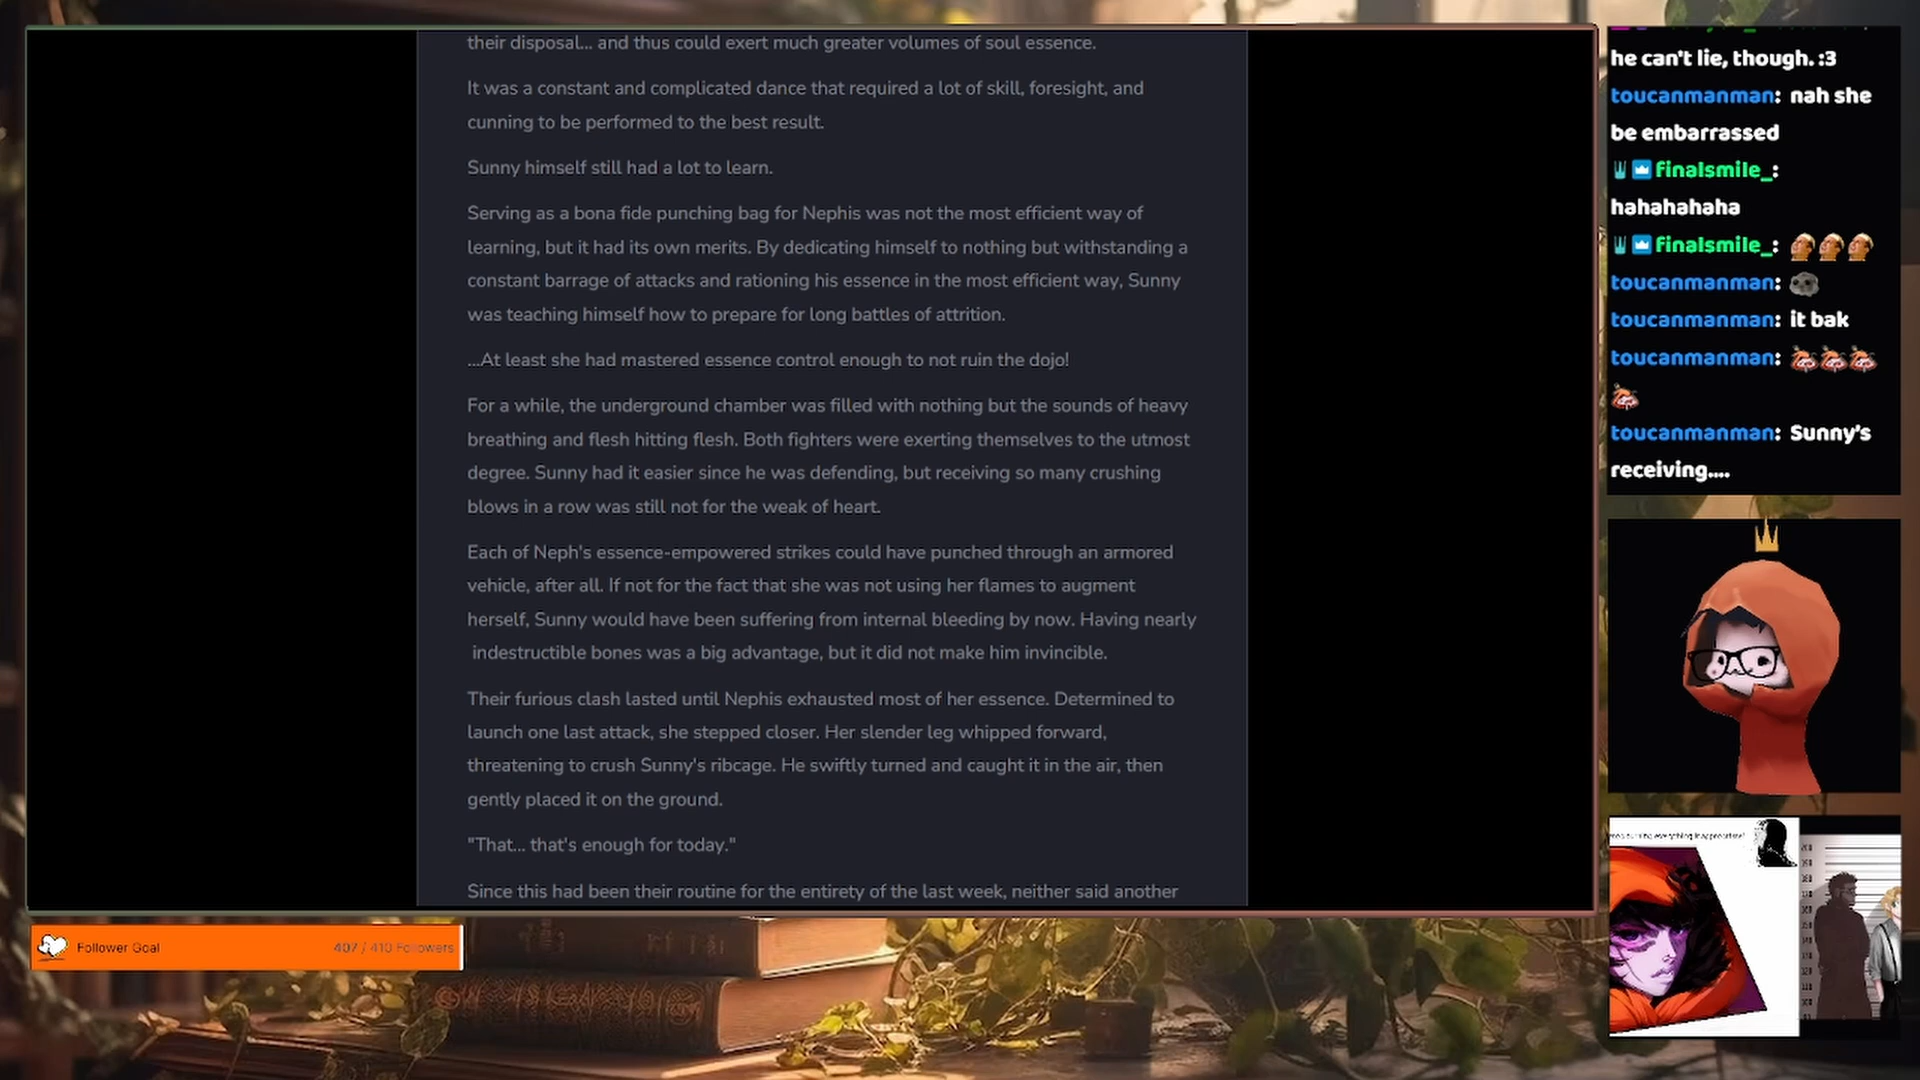 their disposal... and thus could exert much greater volumes of soul essence.
It was a constant and complicated dance that required a lot of skill, foresight, and
cunning to be performed to the best result.
Sunny himself still had a lot to learn.
Serving as a bona fide punching bag for Nephis was not the most efficient way of
learning, but it had its own merits. By dedicating himself to nothing but withstanding a
constant barrage of attacks and rationing his essence in the most efficient way, Sunny
was teaching himself how to prepare for long battles of attrition.
...At least she had mastered essence control enough to not ruin the dojo!
For a while, the underground chamber was filled with nothing but the sounds of heavy
breathing and flesh hitting flesh. Both fighters were exerting themselves to the utmost
degree. Sunny had it easier since he was defending, but receiving so many crushing
blows in a row was still not for the weak of heart.
Each of Neph's essence-empowered strikes could have punched through an armored
vehicle, after all. If not for the fact that she was not using her flames to augment
herself, Sunny would have been suffering from internal bleeding by now. Having nearly
indestructible bones was a big advantage, but it did not make him invincible.
Their furious clash lasted until Nephis exhausted most of her essence. Determined to
launch one last attack, she stepped closer. Her slender leg whipped forward,
threatening to crush Sunny's ribcage. He swiftly turned and caught it in the air, then
gently placed it on the ground.
"That... that's enough for today."
Since this had been their routine for the entirety of the last week, neither said another
he can't lie, though. :3
toucanmanman: nah she
be embarrassed
finalsmile_:
hahahahaha
finalsmile_:
toucanmanman:
toucanmanman: it bak
toucanmanman:
toucanmanman: Sunny's
receiving....
everything
Follower Goal
407 / 410 Followers